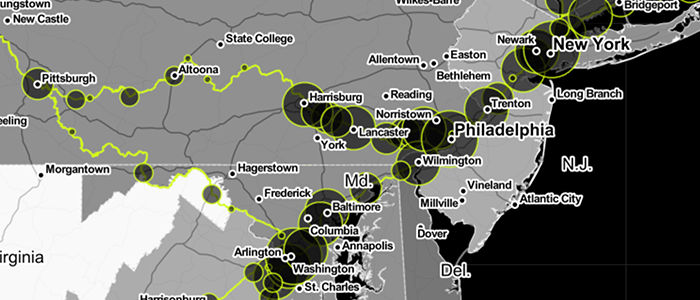 ungstown
New Castle
Wilkes-Barre
Bridgeport
State College
Newark
New York
Allentown
Easton
Bethlehem
Altoona
Pittsburgh
Reading
Harrisburg
Trenton
Long Branch
Norristown
eeling
Lancaster
Philadelphia
York
Wilmington
N.J.
Morgantown
Hagerstown
Md.
Frederick
Vineland
Baltimore
Millville
Atlantic City
Columbia
Dover
Annapolis
Arlington
irginia
Washington
Del.
St. Charles
Harrisonburg